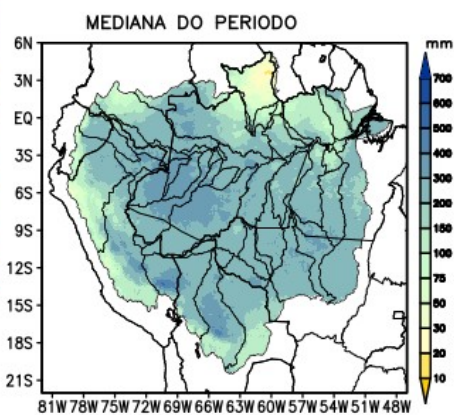 MEDIANA DO PERIODO
mm
6N
3N
EQ
3S
6S
9S
12S
15S
18S
21S
700
600
500
400
300
200
150
100
75
50
30
20
10
81W 78W 75W 72W 69W 66W 63W 60W 57W 54W 51W 48W